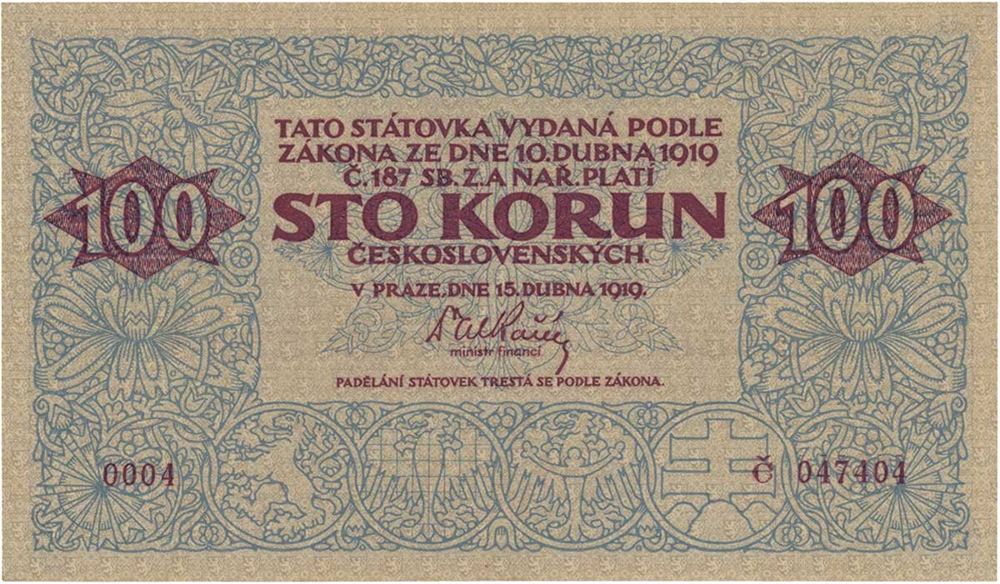 TATO STÁTOVKA VYDANÁ PODLE
ZÁKONA ZE DNE 10. DUBNA 1919
Č. 187 SB. Z. A NAŘ. PLATÍ
100 STO KORUN 100
ČESKOSLOVENSKÝCH.
V PRAZE, DNE 15. DUBNA 1919.
ministr financí
PADĚLÁNÍ STÁTOVEK TRESTÁ SE PODLE ZÁKONA.
0004 Č 047404